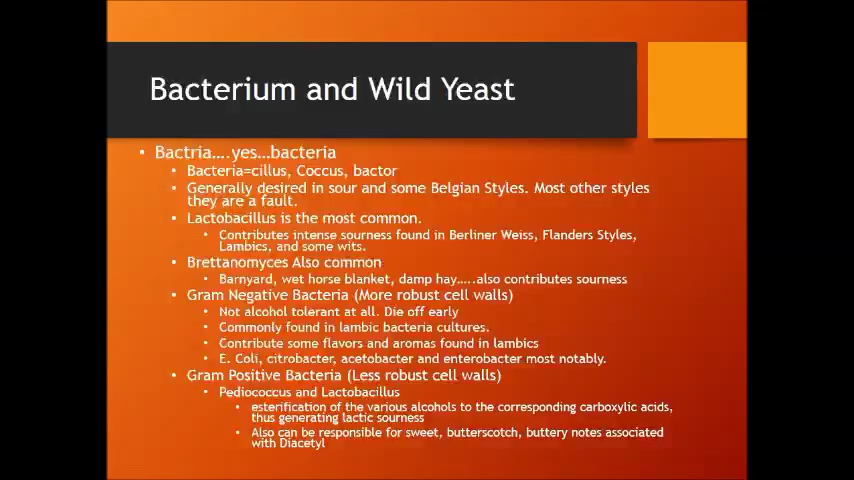 Bacterium and Wild Yeast
• Bactria....yes...bacteria
• Bacteria=cillus, Coccus, bactor
• Generally desired in sour and some Belgian Styles. Most other styles
they are a fault.
• Lactobacillus is the most common.
• Contributes intense sourness found in Berliner Weiss, Flanders Styles,
Lambics, and some wits.
• Brettanomyces Also common
• Barnyard, wet horse blanket, damp hay.....also contributes sourness
• Gram Negative Bacteria (More robust cell walls)
• Not alcohol tolerant at all. Die off early
• Commonly found in lambic bacteria cultures.
• Contribute some flavors and aromas found in lambics
• E. Coli, citrobacter, acetobacter and enterobacter most notably.
• Gram Positive Bacteria (Less robust cell walls)
• Pediococcus and Lactobacillus
• esterification of the various alcohols to the corresponding carboxylic acids,
thus generating lactic sourness
• Also can be responsible for sweet, butterscotch, buttery notes associated
with Diacetyl